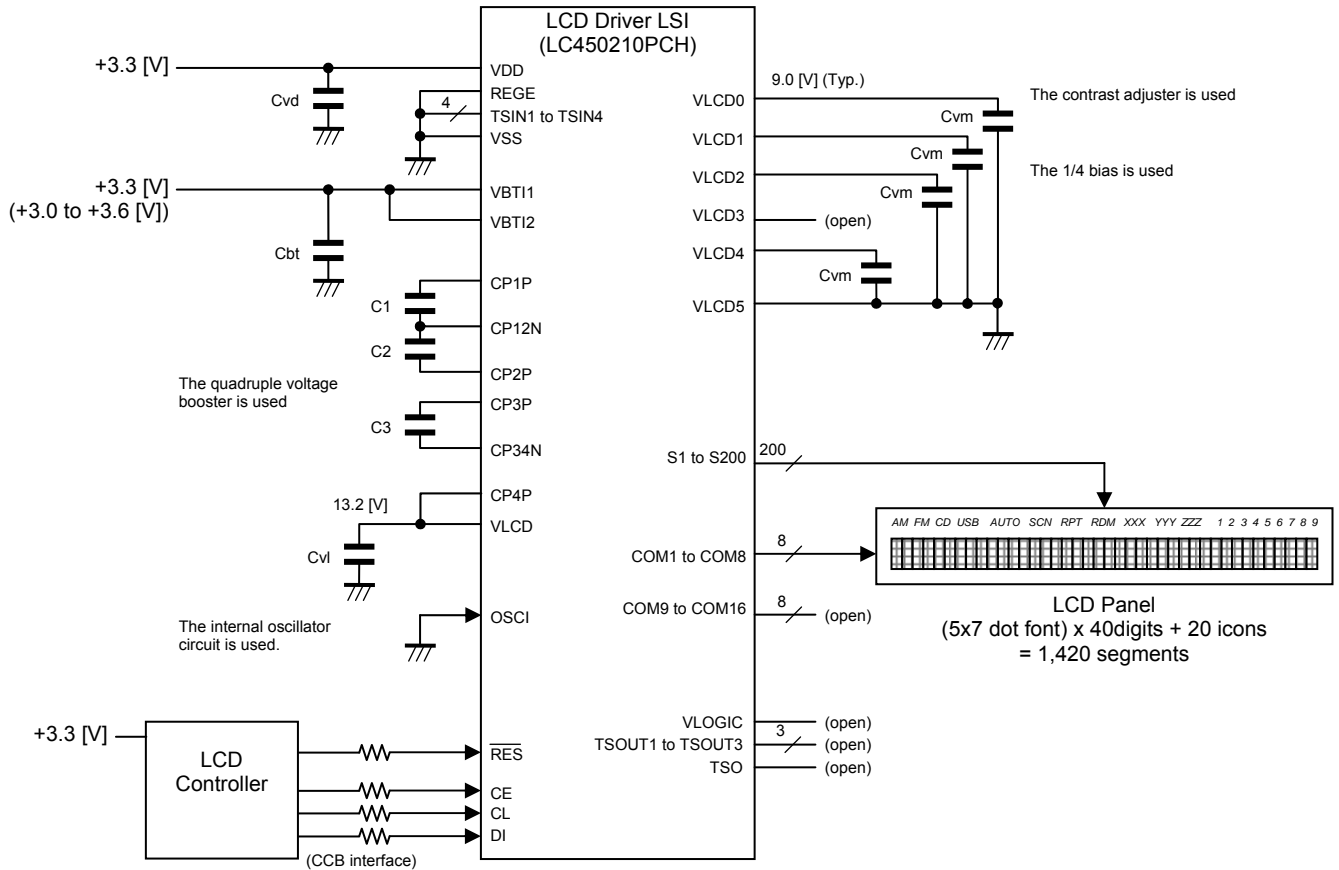 LCD Driver LSI
(LC450210PCH)
+3.3 [V]
VDD
Cvd
REGE
4
TSIN1 to TSIN4
VSS
+3.3 [V]
(+3.0 to +3.6 [V])
VBTI1
VBTI2
Cbt
CP1P
C1
CP12N
C2
CP2P
The quadruple voltage
booster is used
CP3P
C3
CP34N
CP4P
13.2 [V]
VLCD
Cvl
The internal oscillator
circuit is used.
OSCI
+3.3 [V]
LCD
Controller
RES
CE
CL
DI
(CCB interface)
9.0 [V] (Typ.)
VLCD0
Cvm
The contrast adjuster is used
VLCD1
Cvm
The 1/4 bias is used
VLCD2
Cvm
VLCD3
(open)
VLCD4
Cvm
VLCD5
S1 to S200
200
AM FM CD USB AUTO SCN RPT RDM XXX YYY ZZZ 1 2 3 4 5 6 7 8 9
COM1 to COM8
8
COM9 to COM16
8
(open)
LCD Panel
(5x7 dot font) x 40digits + 20 icons
= 1,420 segments
VLOGIC
(open)
TSOUT1 to TSOUT3
3
(open)
TSO
(open)